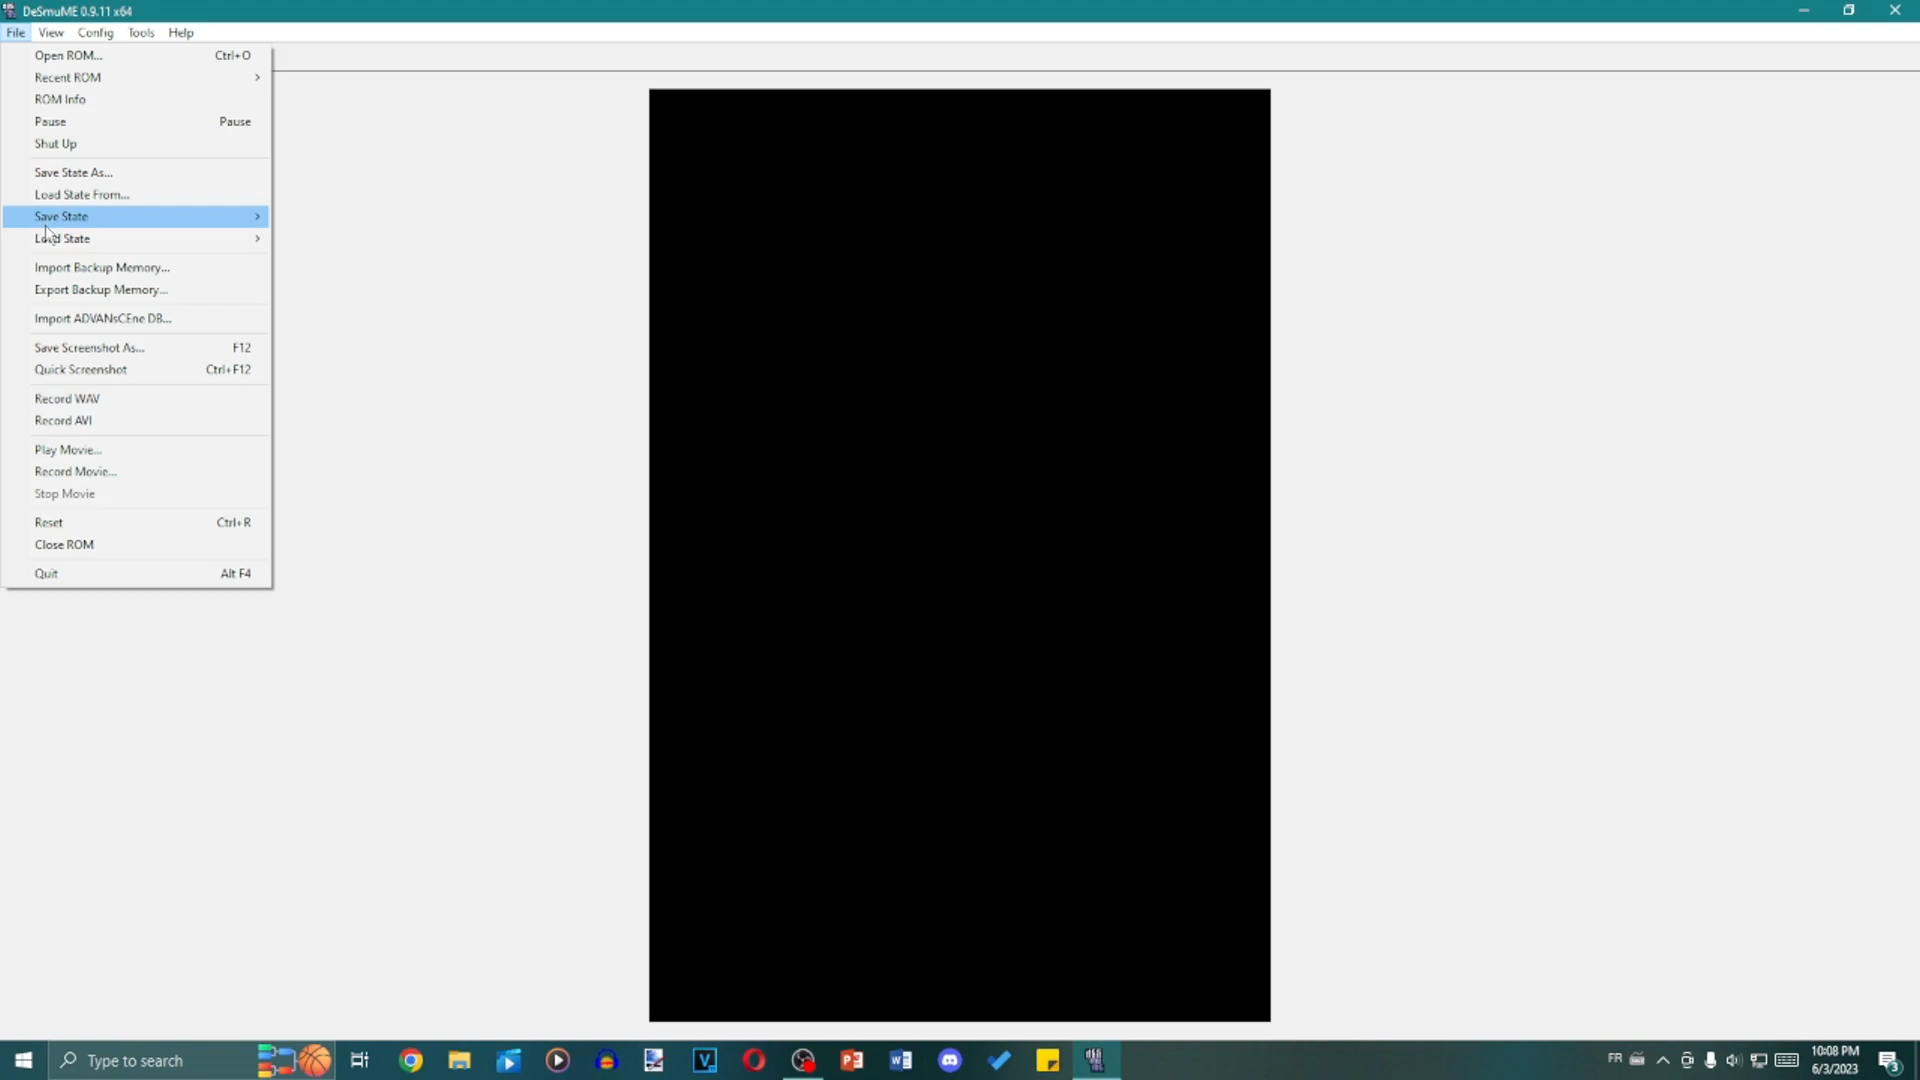 DeSmuME 0.9.11 x64
File View Config Tools Help
Open ROM... Ctrl+O
Recent ROM
ROM Info
Pause Pause
Shut Up
Save State As...
Load State From...
Save State
Load State
Import Backup Memory...
Export Backup Memory...
Import ADVANsCEne DB...
Save Screenshot As... F12
Quick Screenshot Ctrl+F12
Record WAV
Record AVI
Play Movie...
Record Movie...
Stop Movie
Reset Ctrl+R
Close ROM
Quit Alt F4
Type to search
FR
10:08 PM
6/3/2023
3